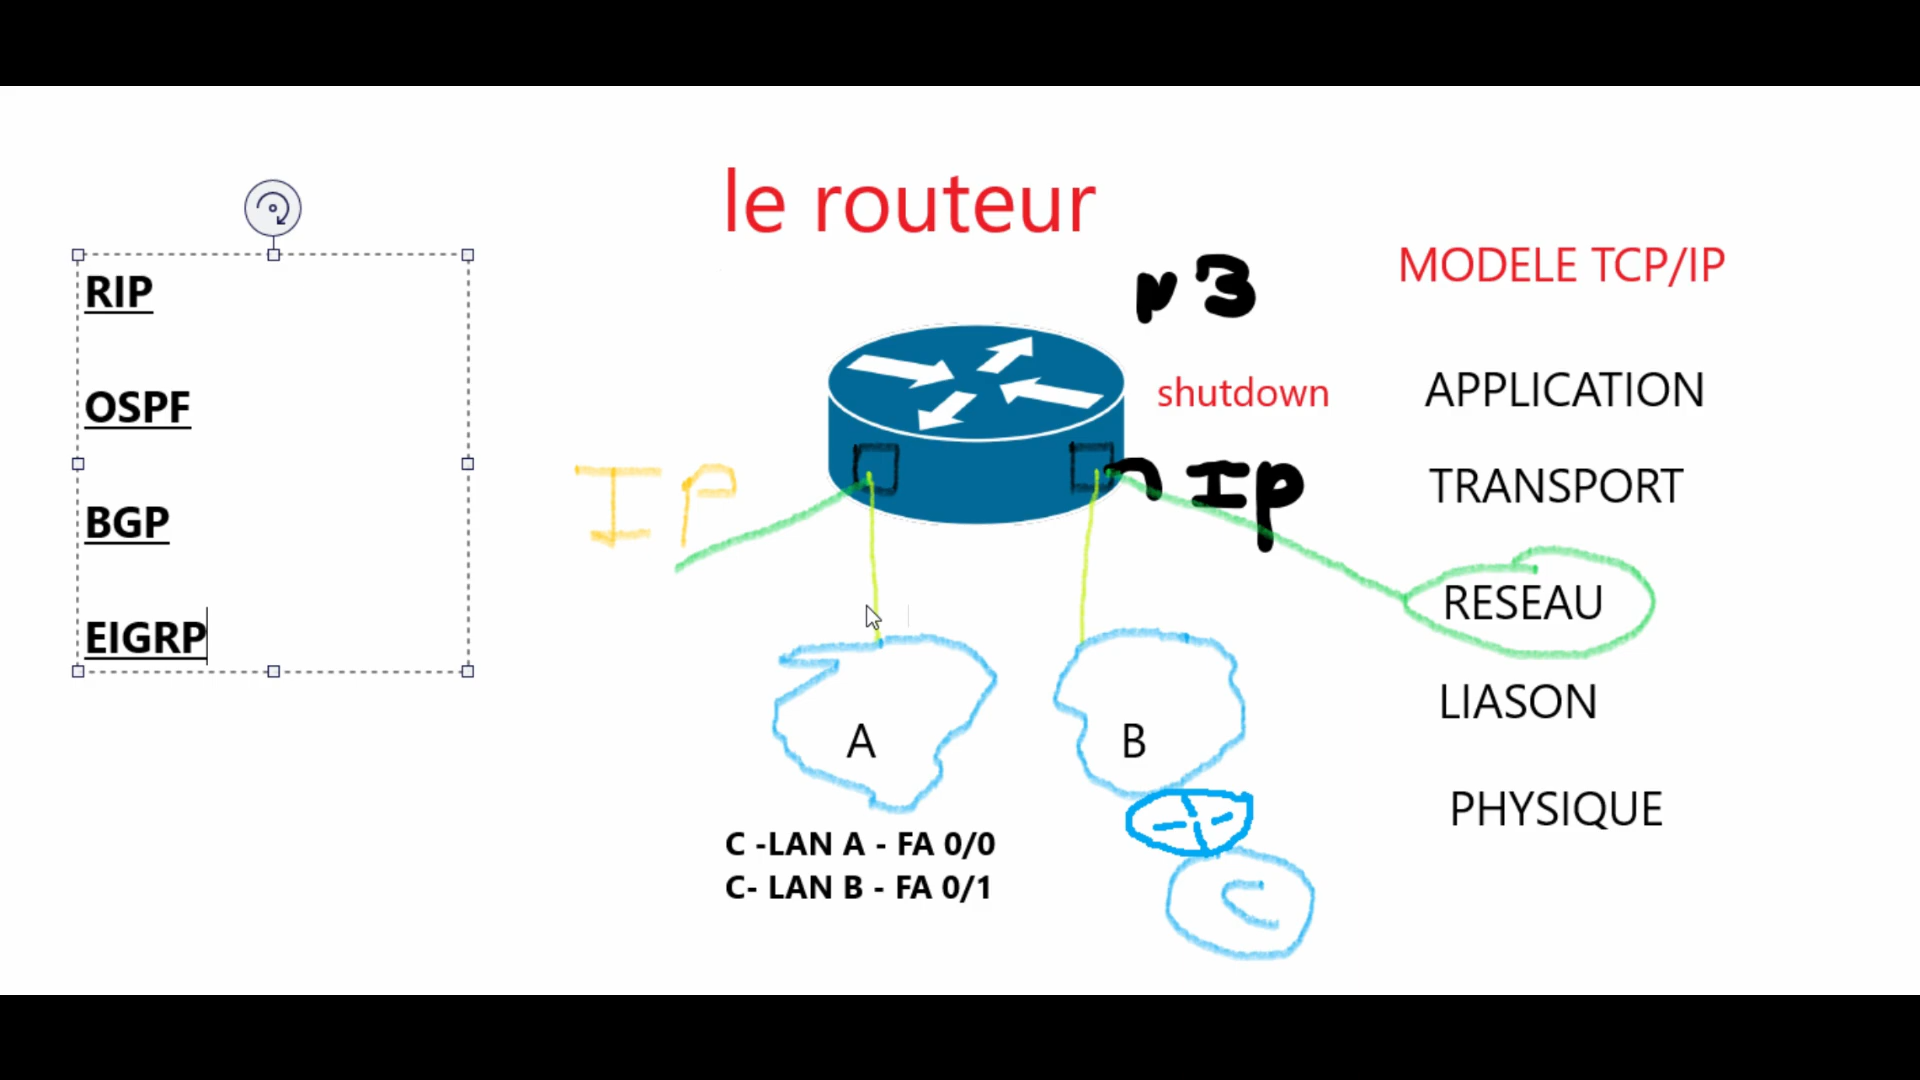 le routeur
RIP
OSPF
BGP
EIGRP
N3
shutdown
IP
Ip
A
B
C
C -LAN A - FA 0/0
C- LAN B - FA 0/1
MODELE TCP/IP
APPLICATION
TRANSPORT
RESEAU
LIASON
PHYSIQUE